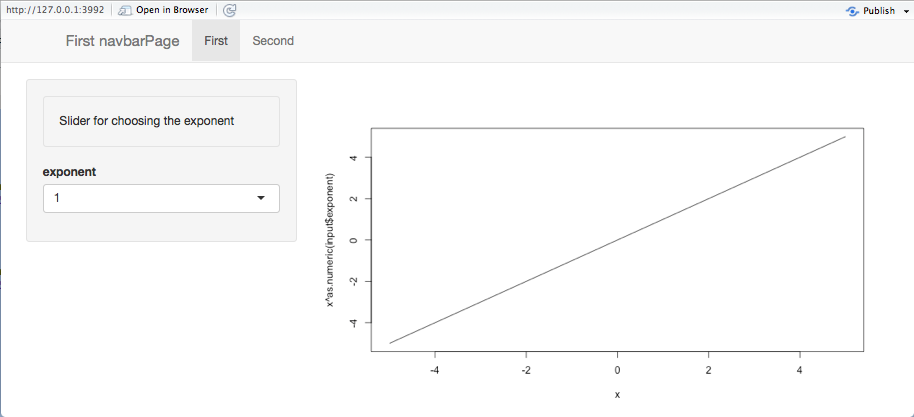 http://127.0.0.1:3992 Open in Browser Publish
First navbarPage First Second
Slider for choosing the exponent
exponent
1
x^as.numeric(input$exponent)
4
2
0
-2
-4
-4 -2 0 2 4
x